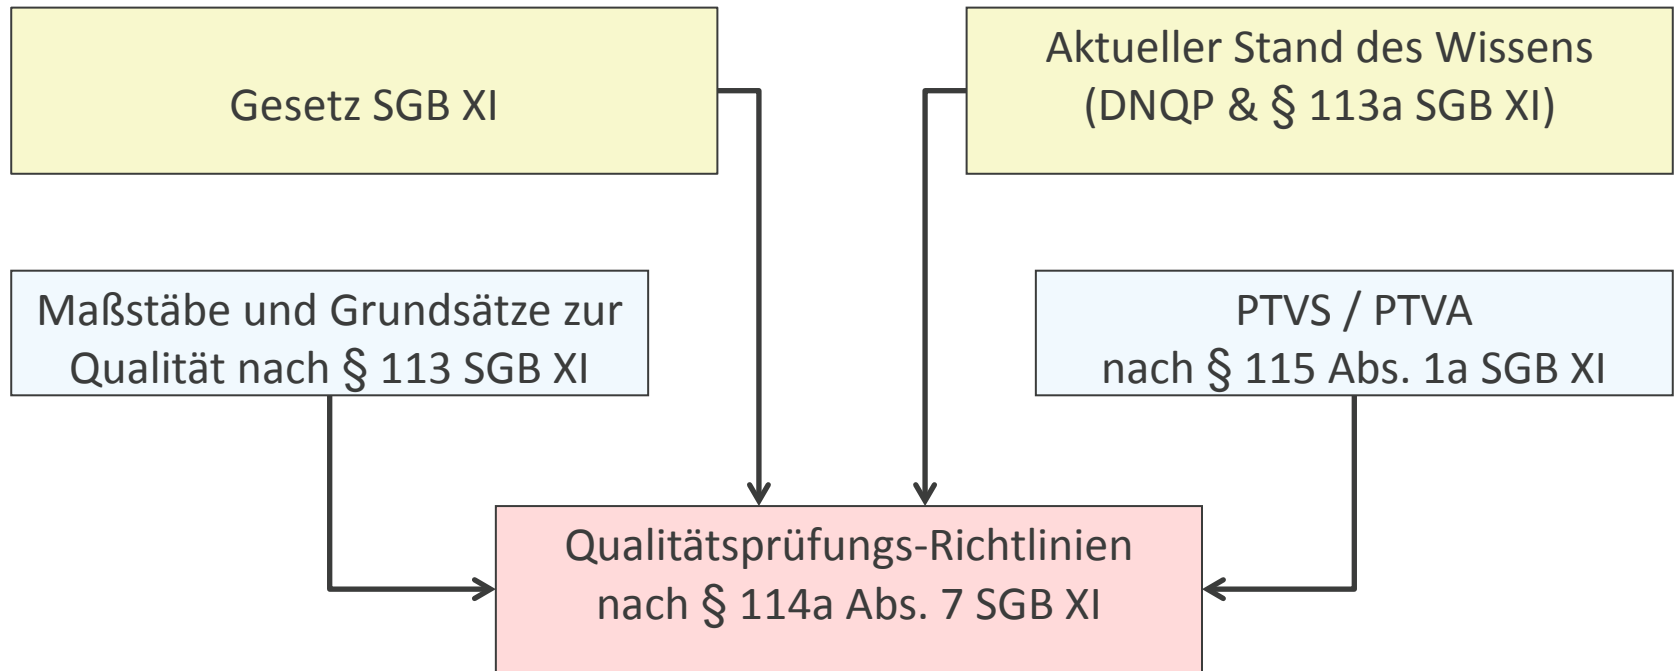 Gesetz SGB XI
Aktueller Stand des Wissens
(DNQP & § 113a SGB XI)
Maßstäbe und Grundsätze zur
Qualität nach § 113 SGB XI
PTVS / PTVA
nach § 115 Abs. 1a SGB XI
Qualitätsprüfungs-Richtlinien
nach § 114a Abs. 7 SGB XI